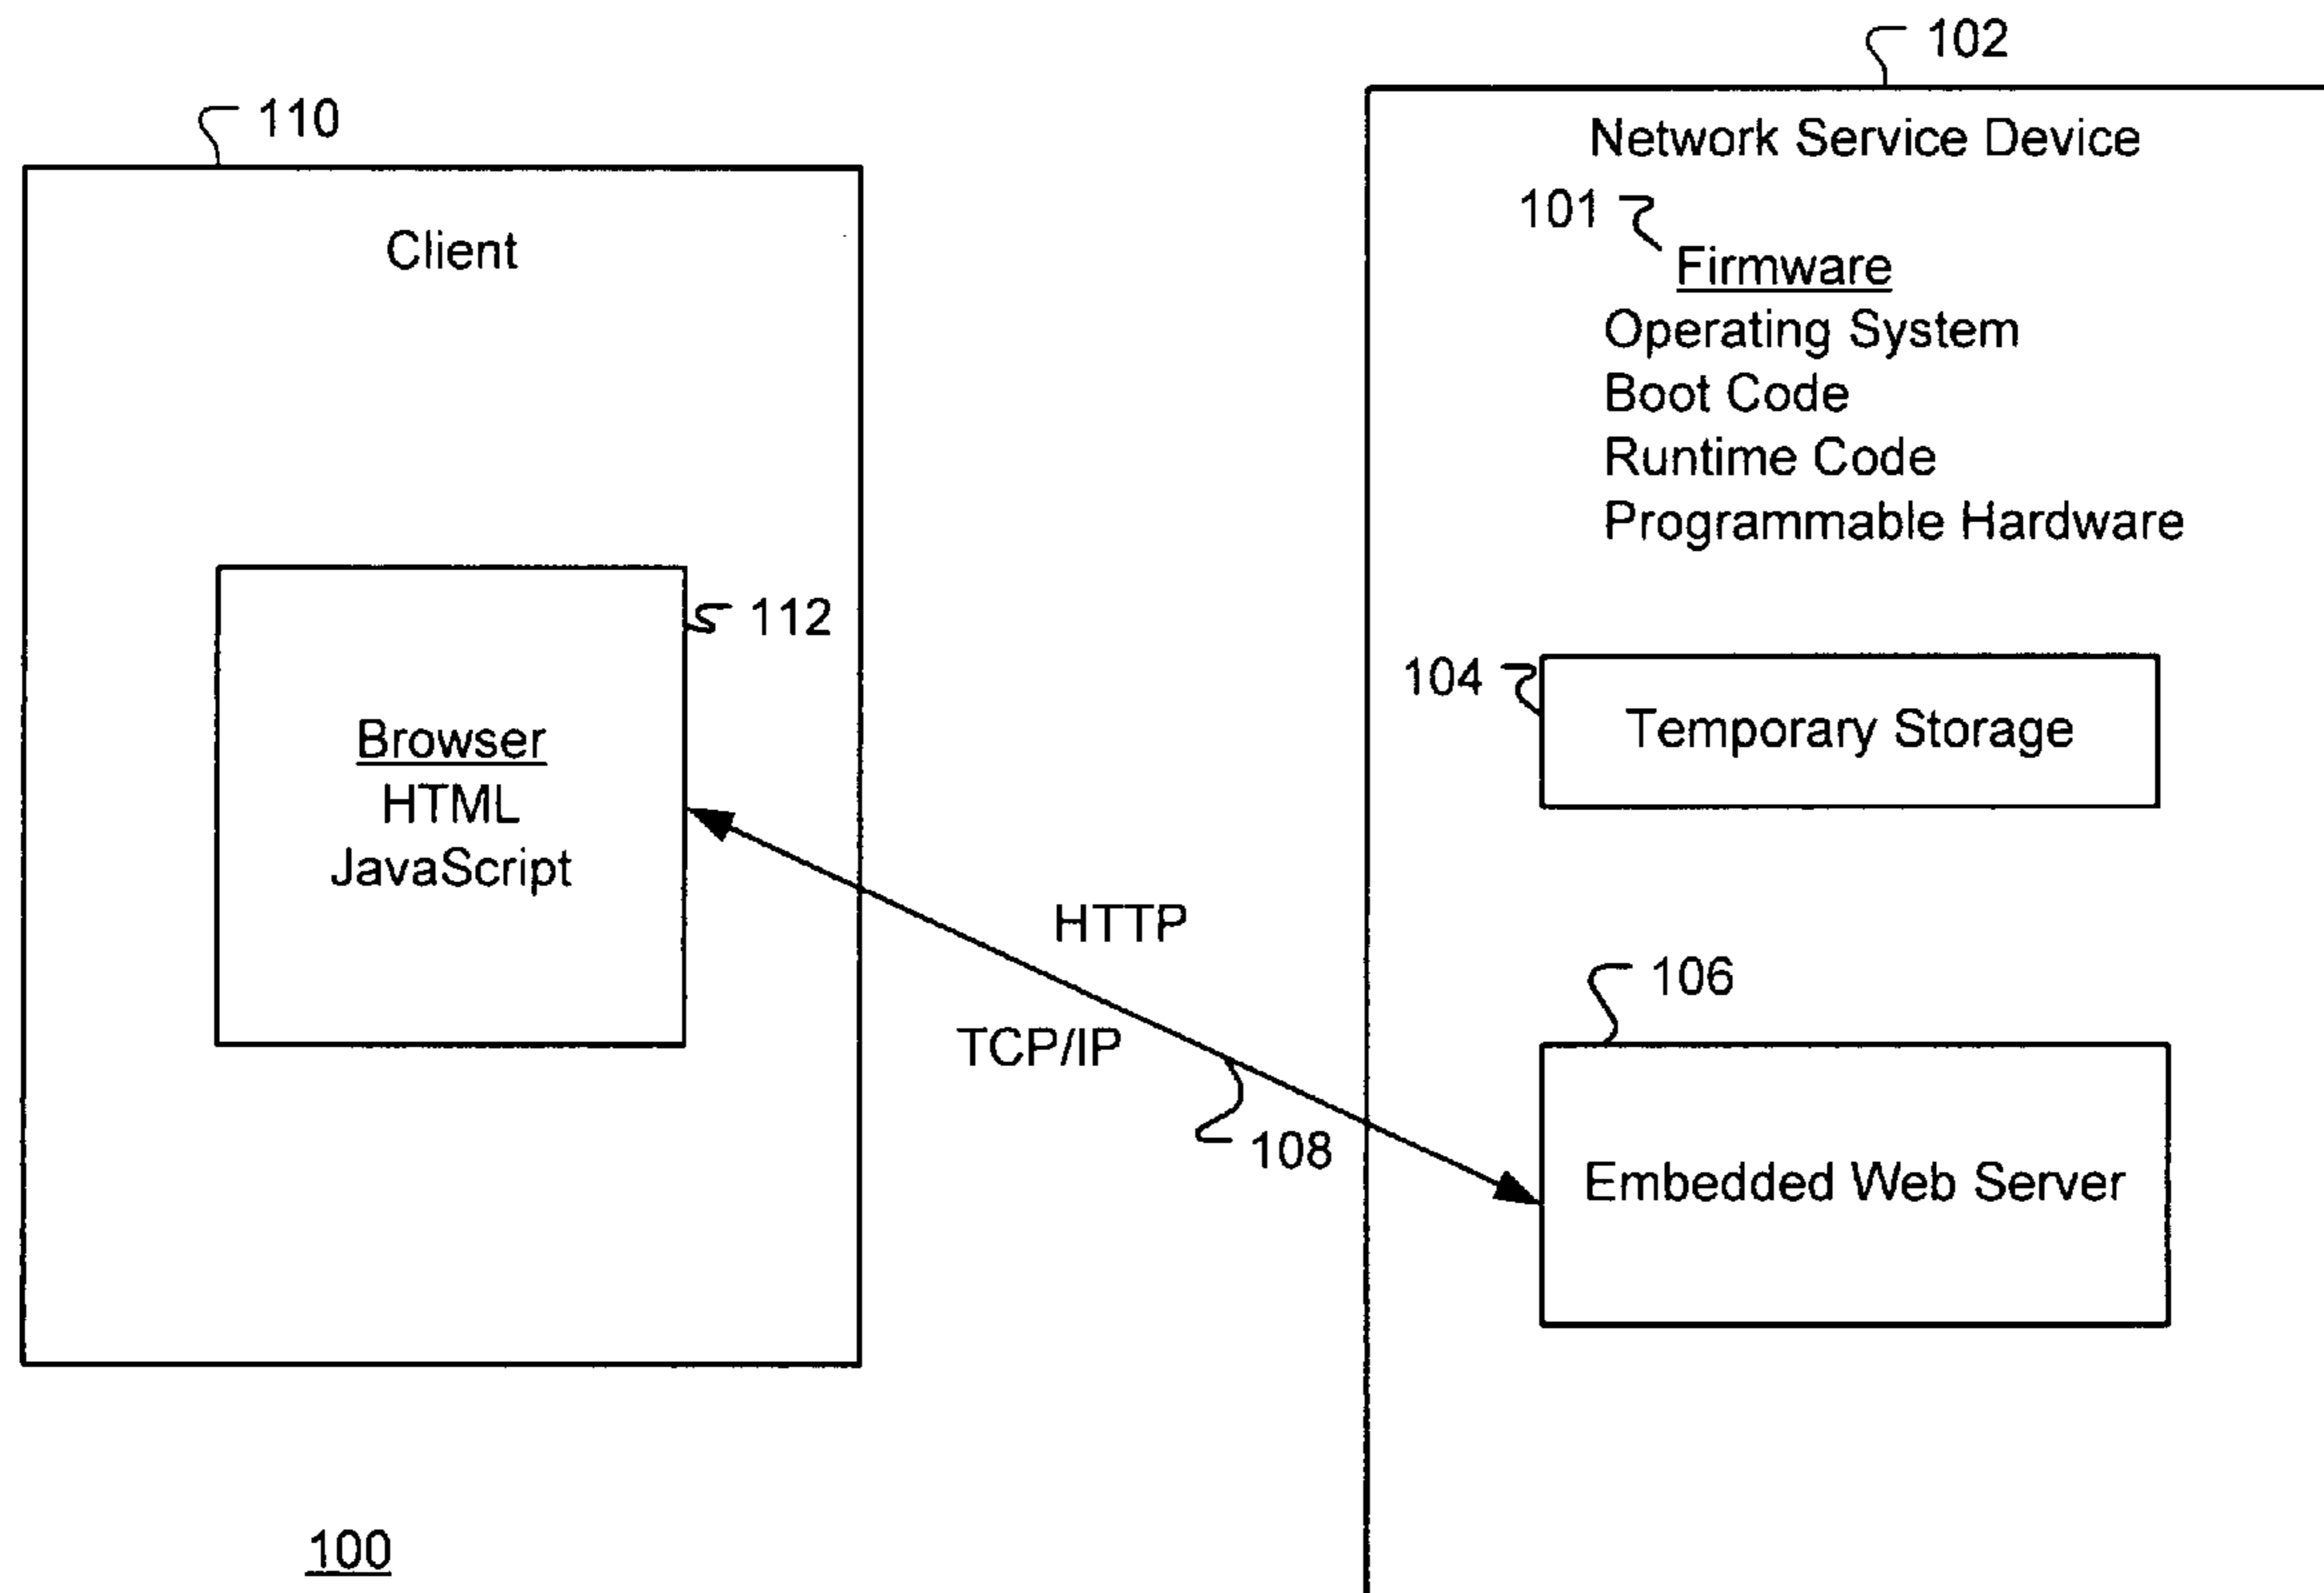 110
Client
112
Browser
HTML
JavaScript
HTTP
TCP/IP
108
102
Network Service Device
101
Firmware
Operating System
Boot Code
Runtime Code
Programmable Hardware
104
Temporary Storage
106
Embedded Web Server
100